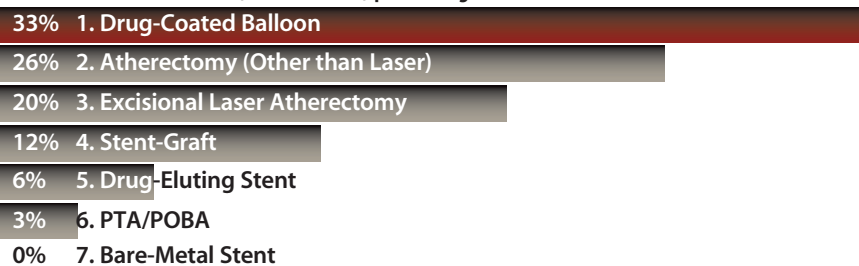 33% 1. Drug-Coated Balloon
26% 2. Atherectomy (Other than Laser)
20% 3. Excisional Laser Atherectomy
12% 4. Stent-Graft
6% 5. Drug-Eluting Stent
3% 6. PTA/POBA
0% 7. Bare-Metal Stent